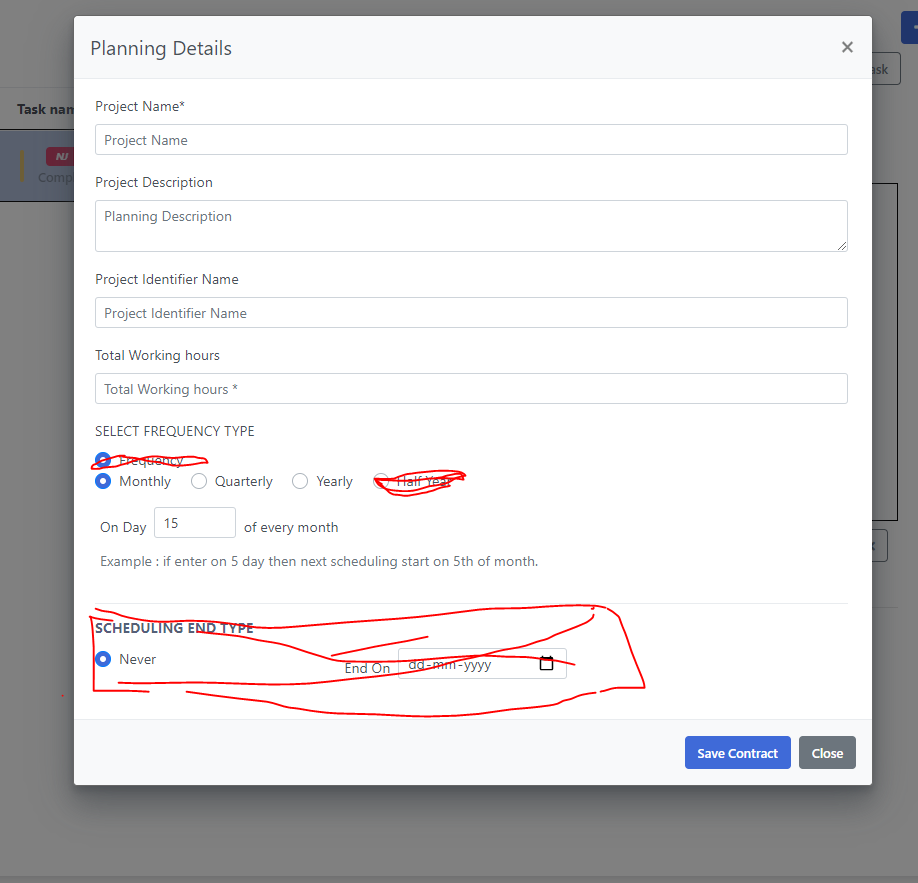 Planning Details ×
ask
Task nam
Project Name*
Project Name
NJ
Comp
Project Description
Planning Description
Project Identifier Name
Project Identifier Name
Total Working hours
Total Working hours *
SELECT FREQUENCY TYPE
Frequency
Monthly Quarterly Yearly Half Year
On Day 15 of every month
Example : if enter on 5 day then next scheduling start on 5th of month.
SCHEDULING END TYPE
Never End On dd-mm-yyyy
Save Contract Close